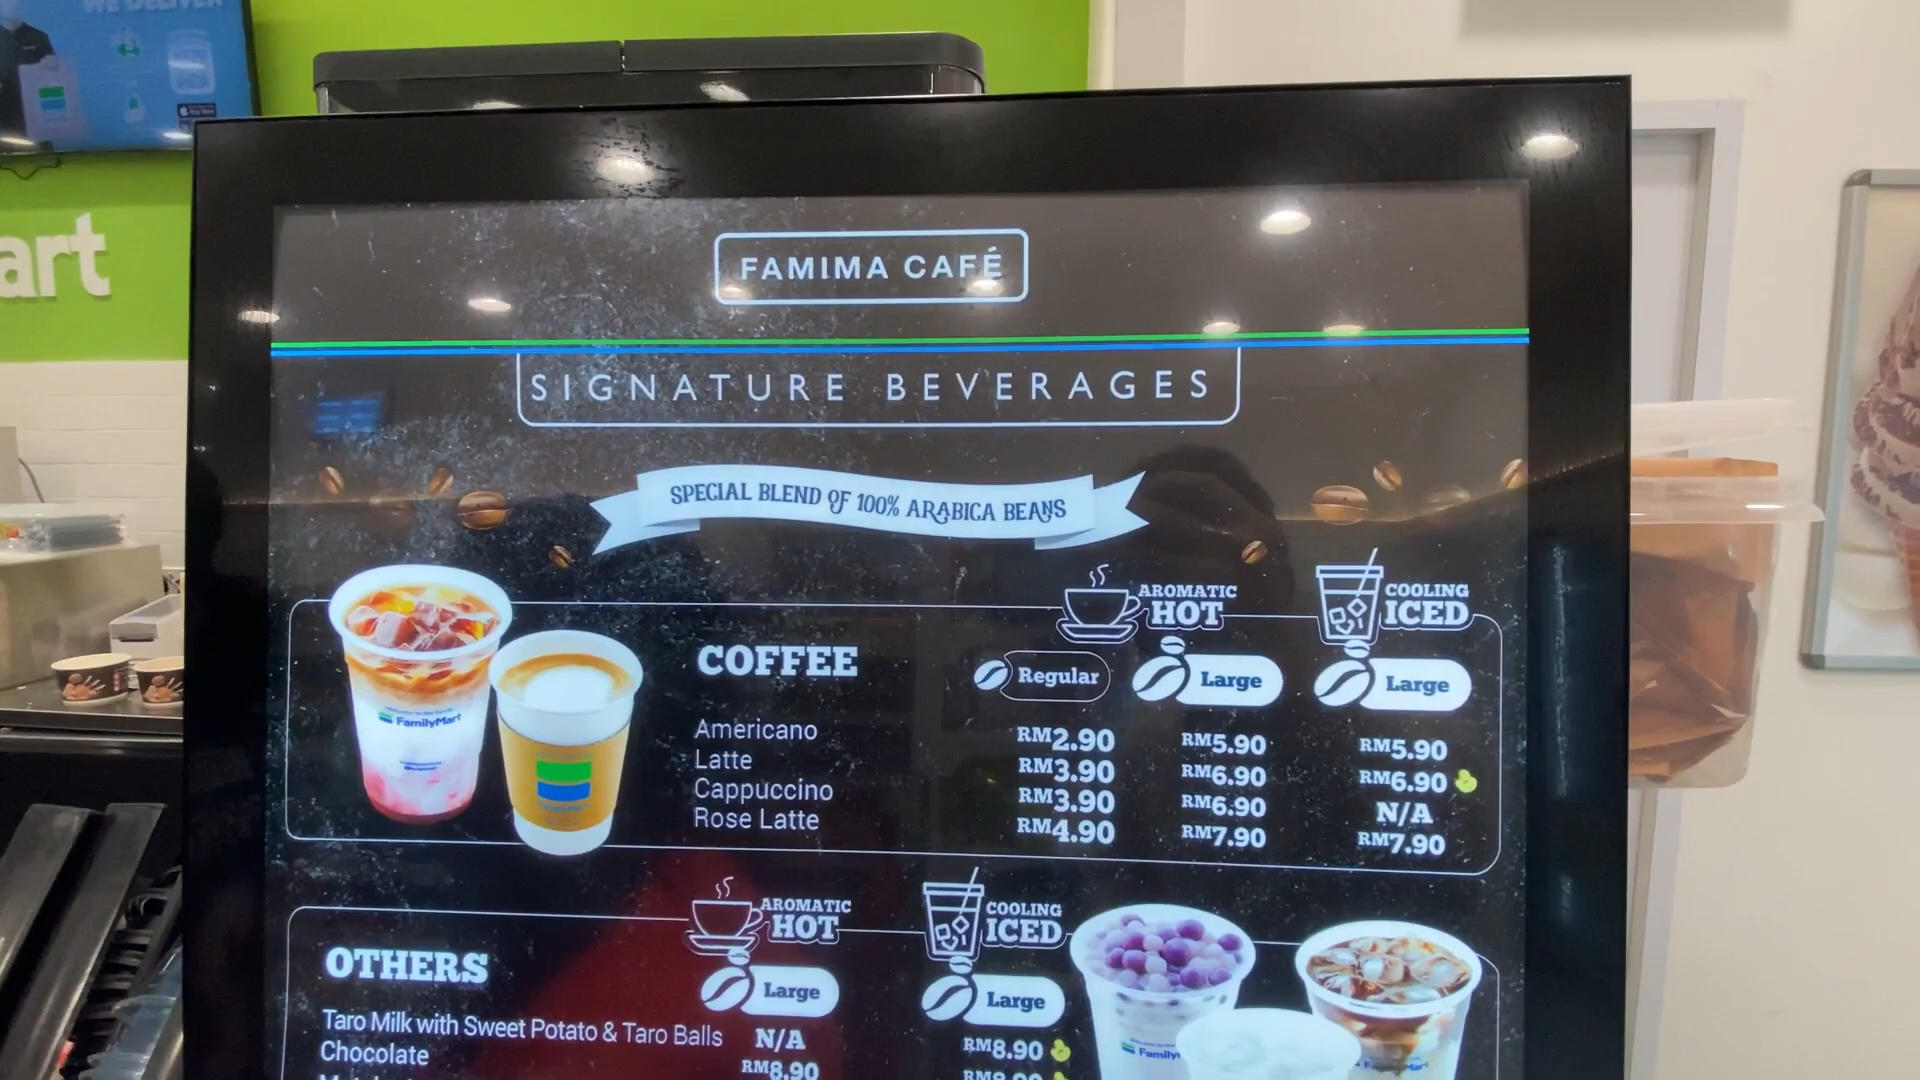 WE DELIVER
art
FAMIMA CAFÉ
SIGNATURE BEVERAGES
SPECIAL BLEND OF 100% ARABICA BEANS
AROMATIC HOT
COOLING ICED
COFFEE
Regular
Large
Large
Americano RM2.90 RM5.90 RM5.90
Latte RM3.90 RM6.90 RM6.90
Cappuccino RM3.90 RM6.90 N/A
Rose Latte RM4.90 RM7.90 RM7.90
FamilyMart
AROMATIC HOT
COOLING ICED
OTHERS
Large
Large
Taro Milk with Sweet Potato & Taro Balls N/A RM8.90
Chocolate RM8.90
FamilyMart